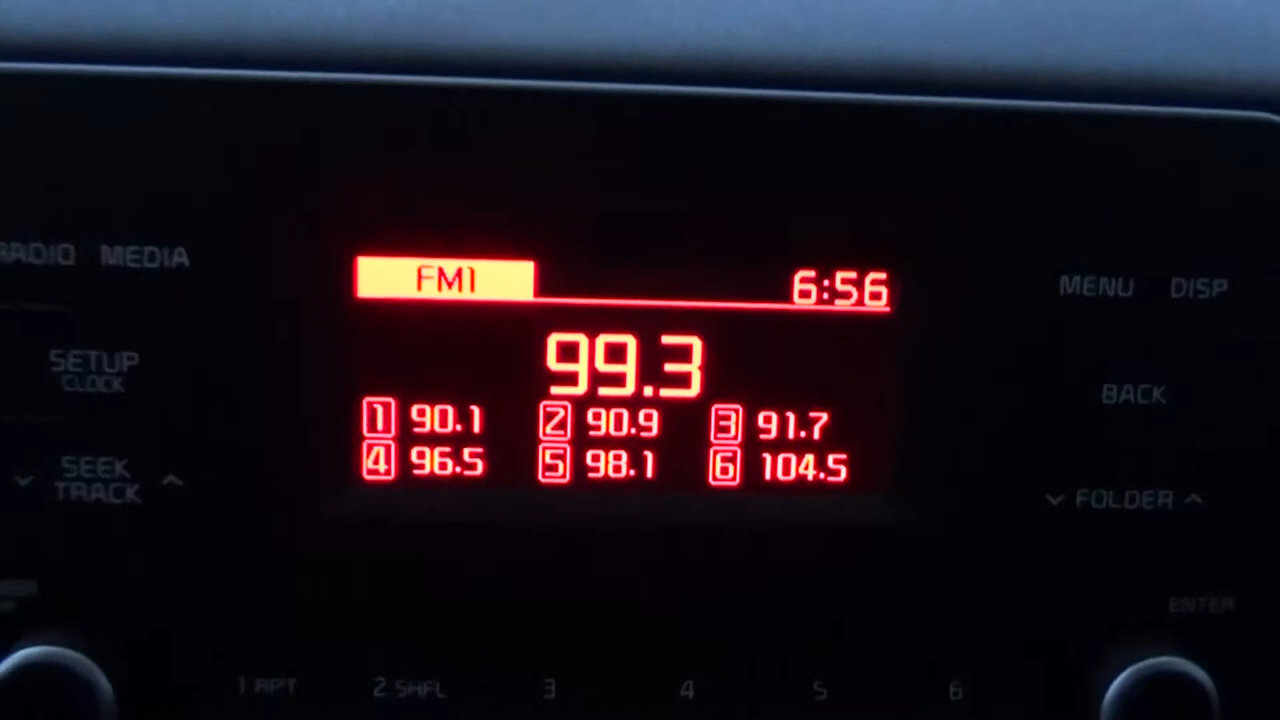 RADIO MEDIA
FM1 6:56
MENU DISP
99.3
SETUP
CLOCK
BACK
1 90.1 2 90.9 3 91.7
4 96.5 5 98.1 6 104.5
SEEK
TRACK
FOLDER
ENTER
1 RPT 2 SHFL 3 4 5 6